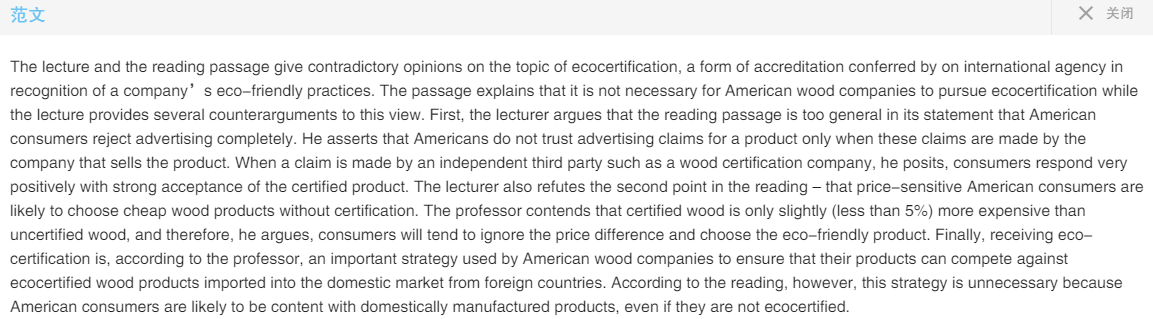 范文
关闭
The lecture and the reading passage give contradictory opinions on the topic of ecocertification, a form of accreditation conferred by on international agency in
recognition of a company’s eco–friendly practices. The passage explains that it is not necessary for American wood companies to pursue ecocertification while
the lecture provides several counterarguments to this view. First, the lecturer argues that the reading passage is too general in its statement that American
consumers reject advertising completely. He asserts that Americans do not trust advertising claims for a product only when these claims are made by the
company that sells the product. When a claim is made by an independent third party such as a wood certification company, he posits, consumers respond very
positively with strong acceptance of the certified product. The lecturer also refutes the second point in the reading – that price–sensitive American consumers are
likely to choose cheap wood products without certification. The professor contends that certified wood is only slightly (less than 5%) more expensive than
uncertified wood, and therefore, he argues, consumers will tend to ignore the price difference and choose the eco–friendly product. Finally, receiving eco–
certification is, according to the professor, an important strategy used by American wood companies to ensure that their products can compete against
ecocertified wood products imported into the domestic market from foreign countries. According to the reading, however, this strategy is unnecessary because
American consumers are likely to be content with domestically manufactured products, even if they are not ecocertified.